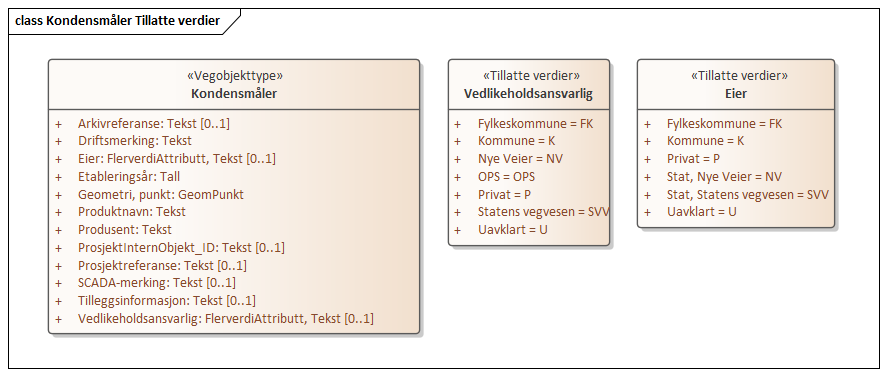 class Kondensmåler Tillatte verdier
«Vegobjekttype»
Kondensmåler
+ Arkivreferanse: Tekst [0..1]
+ Driftsmerking: Tekst
+ Eier: FlerverdiAttributt, Tekst [0..1]
+ Etableringsår: Tall
+ Geometri, punkt: GeomPunkt
+ Produktnavn: Tekst
+ Produsent: Tekst
+ ProsjektInternObjekt_ID: Tekst [0..1]
+ Prosjektreferanse: Tekst [0..1]
+ SCADA-merking: Tekst [0..1]
+ Tilleggsinformasjon: Tekst [0..1]
+ Vedlikeholdsansvarlig: FlerverdiAttributt, Tekst [0..1]
«Tillatte verdier»
Vedlikeholdsansvarlig
+ Fylkeskommune = FK
+ Kommune = K
+ Nye Veier = NV
+ OPS = OPS
+ Privat = P
+ Statens vegvesen = SVV
+ Uavklart = U
«Tillatte verdier»
Eier
+ Fylkeskommune = FK
+ Kommune = K
+ Privat = P
+ Stat, Nye Veier = NV
+ Stat, Statens vegvesen = SVV
+ Uavklart = U